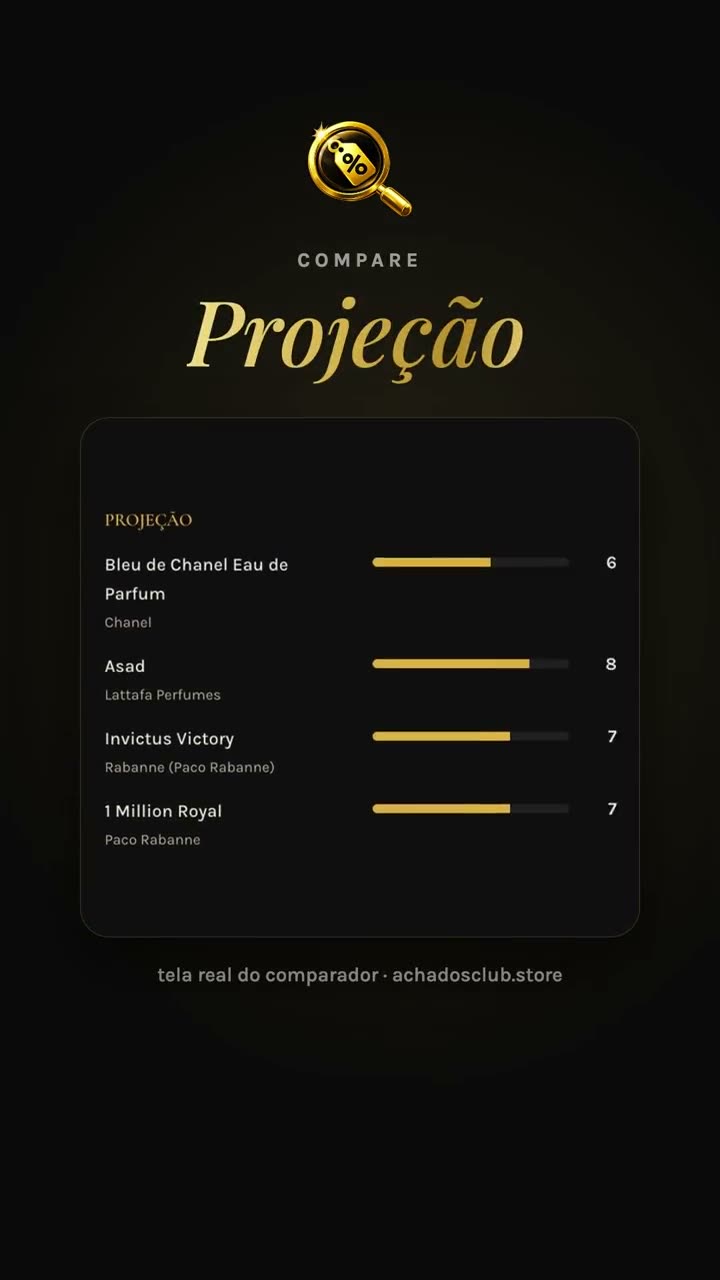 COMPARE
Projeção
PROJEÇÃO
Bleu de Chanel Eau de
Parfum
6
Chanel
Asad
8
Lattafa Perfumes
Invictus Victory
7
Rabanne (Paco Rabanne)
1 Million Royal
7
Paco Rabanne
tela real do comparador · achadosclub.store